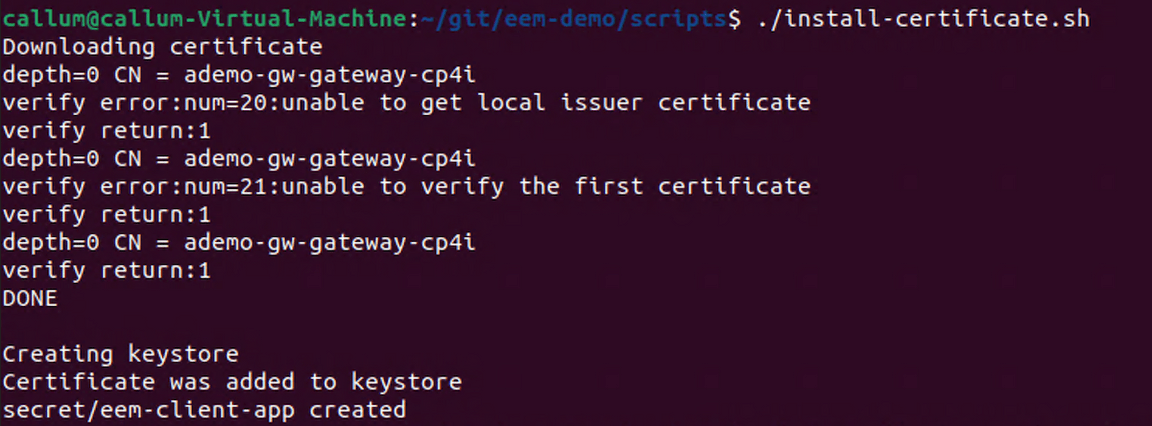 callum@callum-Virtual-Machine:~/git/eem-demo/scripts$ ./install-certificate.sh
Downloading certificate
depth=0 CN = ademo-gw-gateway-cp4i
verify error:num=20:unable to get local issuer certificate
verify return:1
depth=0 CN = ademo-gw-gateway-cp4i
verify error:num=21:unable to verify the first certificate
verify return:1
depth=0 CN = ademo-gw-gateway-cp4i
verify return:1
DONE

Creating keystore
Certificate was added to keystore
secret/eem-client-app created